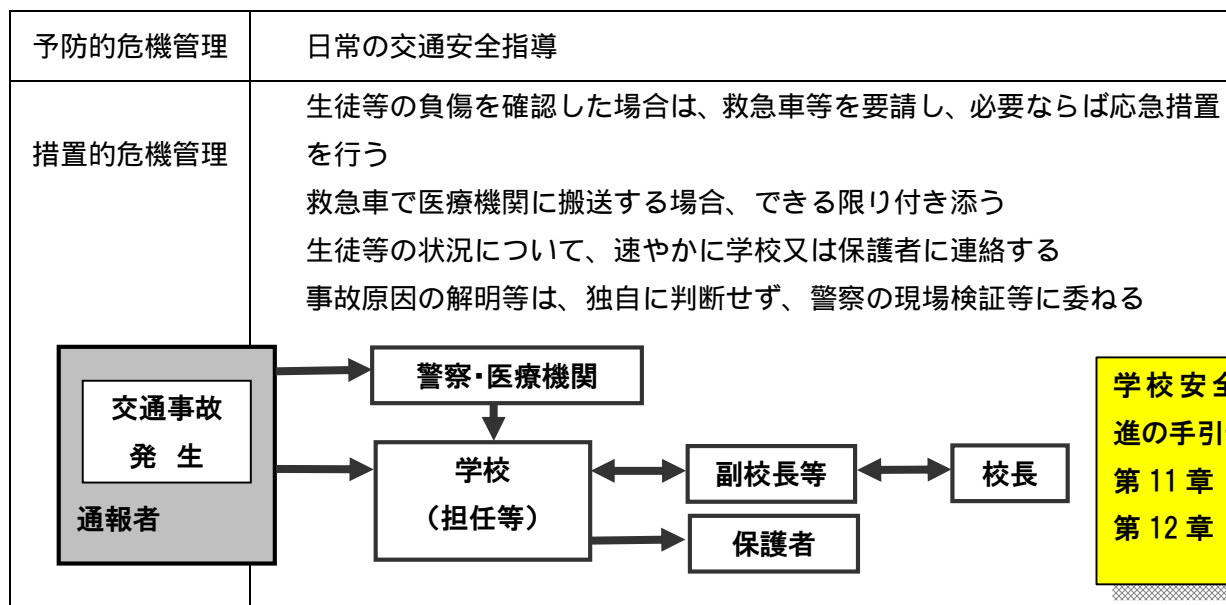 予防的危機管理
日常の交通安全指導
措置的危機管理
生徒等の負傷を確認した場合は、救急車等を要請し、必要ならば応急措置
を行う
救急車で医療機関に搬送する場合、できる限り付き添う
生徒等の状況について、速やかに学校又は保護者に連絡する
事故原因の解明等は、独自に判断せず、警察の現場検証等に委ねる
交通事故
発 生
通報者
警察・医療機関
学校
（担任等）
副校長等
校長
保護者
学校安全
進の手引
第11章
第12章